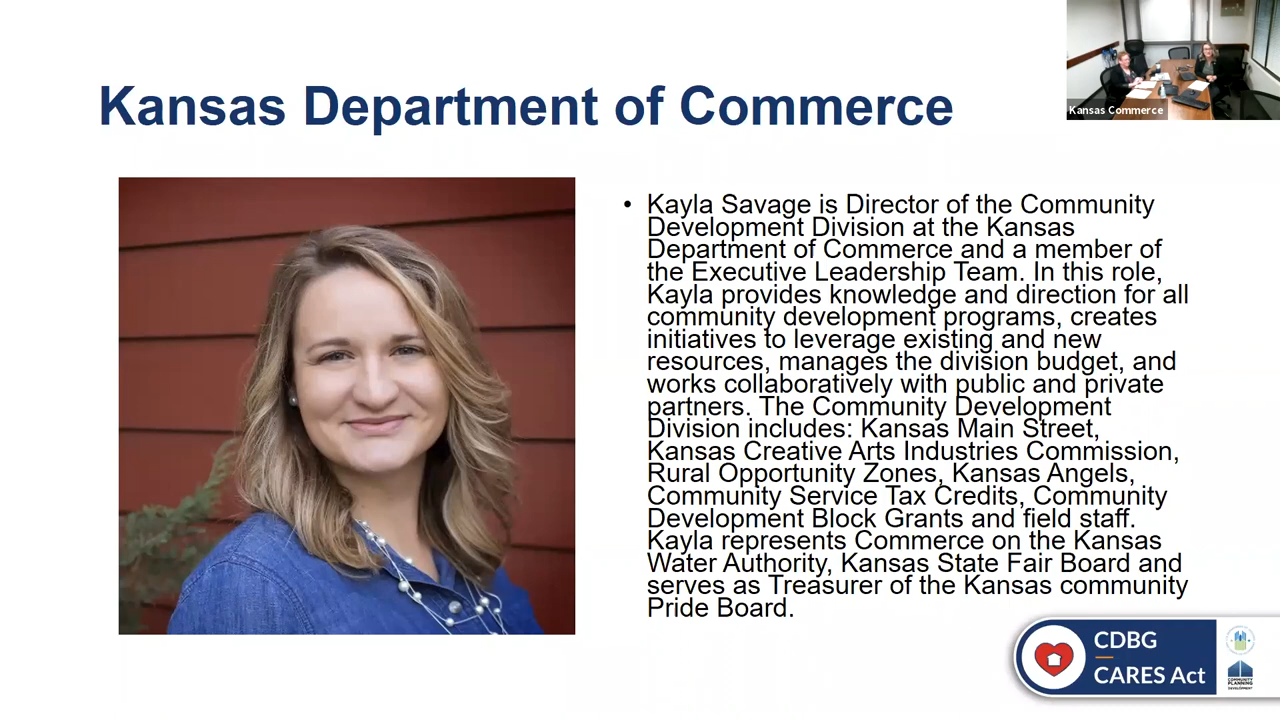 Kansas Department of Commerce
Kansas Commerce
• Kayla Savage is Director of the Community
Development Division at the Kansas
Department of Commerce and a member of
the Executive Leadership Team. In this role,
Kayla provides knowledge and direction for all
community development programs, creates
initiatives to leverage existing and new
resources, manages the division budget, and
works collaboratively with public and private
partners. The Community Development
Division includes: Kansas Main Street,
Kansas Creative Arts Industries Commission,
Rural Opportunity Zones, Kansas Angels,
Community Service Tax Credits, Community
Development Block Grants and field staff.
Kayla represents Commerce on the Kansas
Water Authority, Kansas State Fair Board and
serves as Treasurer of the Kansas community
Pride Board.
CDBG
CARES Act
COMMUNITY
PLANNING
DEVELOPMENT